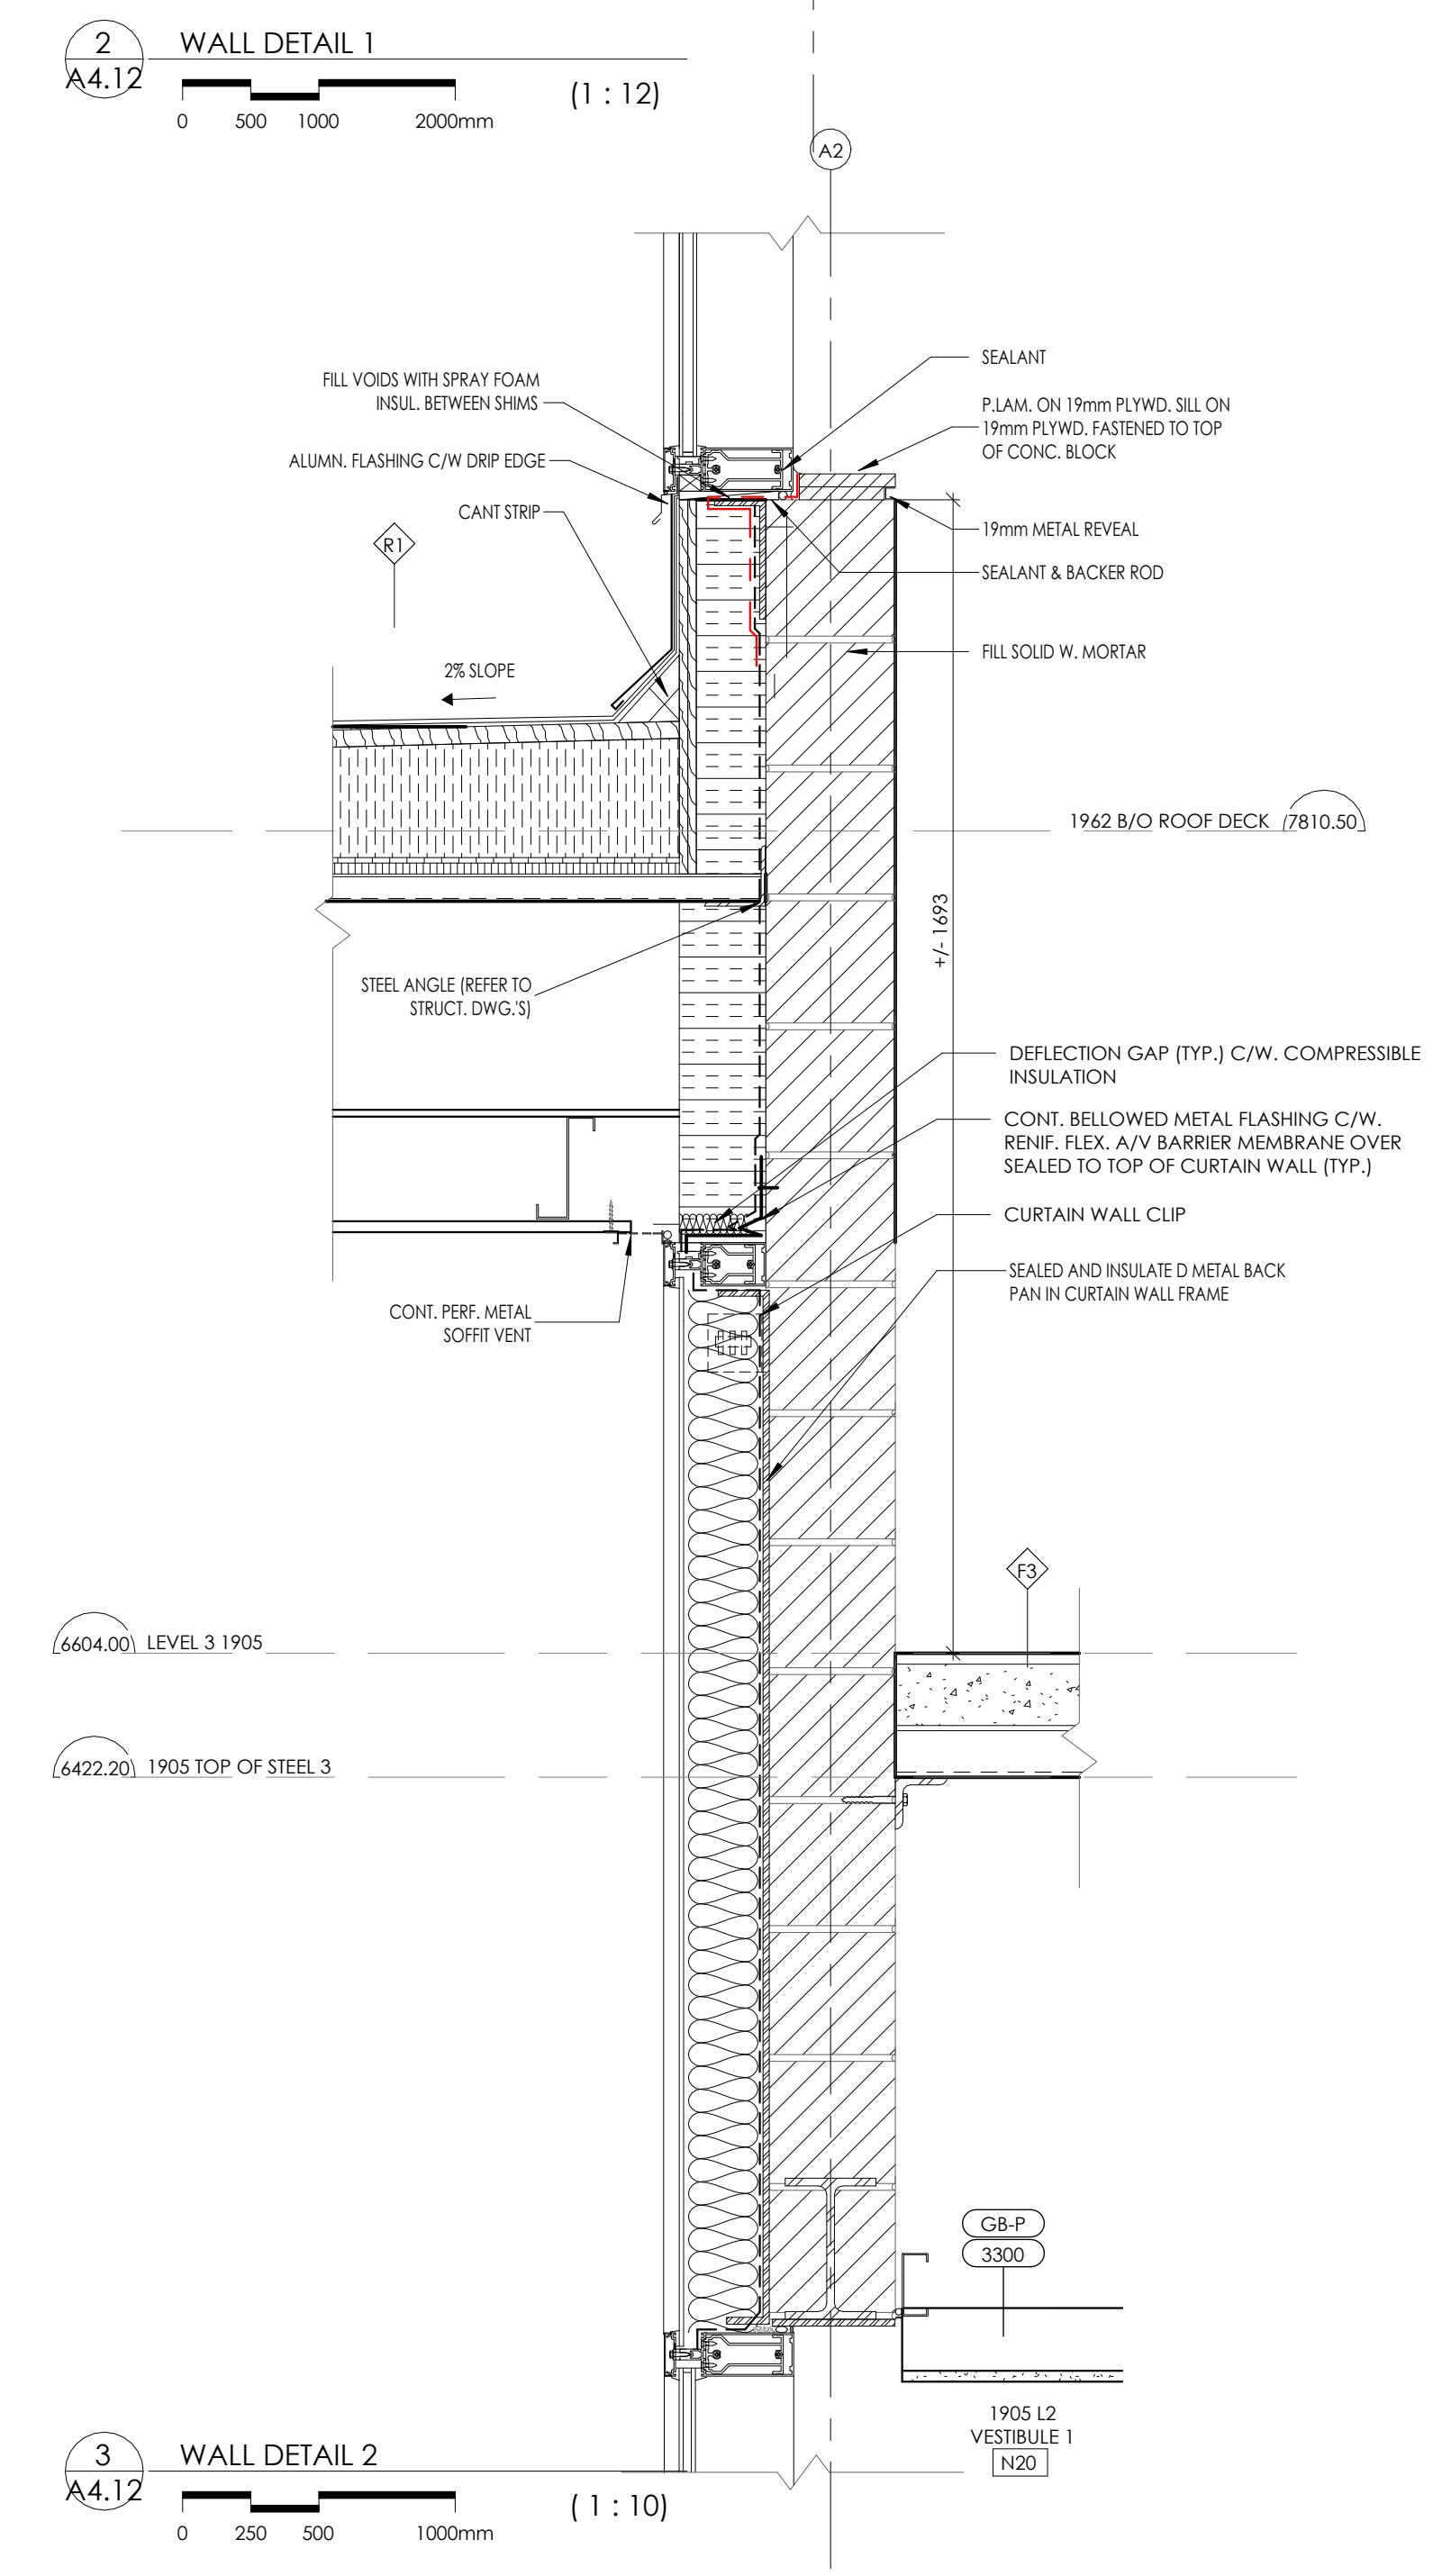 2
A4.12
WALL DETAIL 1
(1 : 12)
0 500 1000 2000mm
A2
SEALANT
FILL VOIDS WITH SPRAY FOAM
INSUL. BETWEEN SHIMS
P.LAM. ON 19mm PLYWD. SILL ON
19mm PLYWD. FASTENED TO TOP
OF CONC. BLOCK
ALUMN. FLASHING C/W DRIP EDGE
CANT STRIP
19mm METAL REVEAL
R1
SEALANT & BACKER ROD
FILL SOLID W. MORTAR
2% SLOPE
1962 B/O ROOF DECK 7810.50
+/- 1693
STEEL ANGLE (REFER TO
STRUCT. DWG.'S)
DEFLECTION GAP (TYP.) C/W. COMPRESSIBLE
INSULATION
CONT. BELLOWED METAL FLASHING C/W.
RENIF. FLEX. A/V BARRIER MEMBRANE OVER
SEALED TO TOP OF CURTAIN WALL (TYP.)
CURTAIN WALL CLIP
SEALED AND INSULATE D METAL BACK
PAN IN CURTAIN WALL FRAME
CONT. PERF. METAL
SOFFIT VENT
F3
6604.00 LEVEL 3 1905
6422.20 1905 TOP OF STEEL 3
GB-P
3300
1905 L2
VESTIBULE 1
N20
3
A4.12
WALL DETAIL 2
( 1 : 10)
0 250 500 1000mm